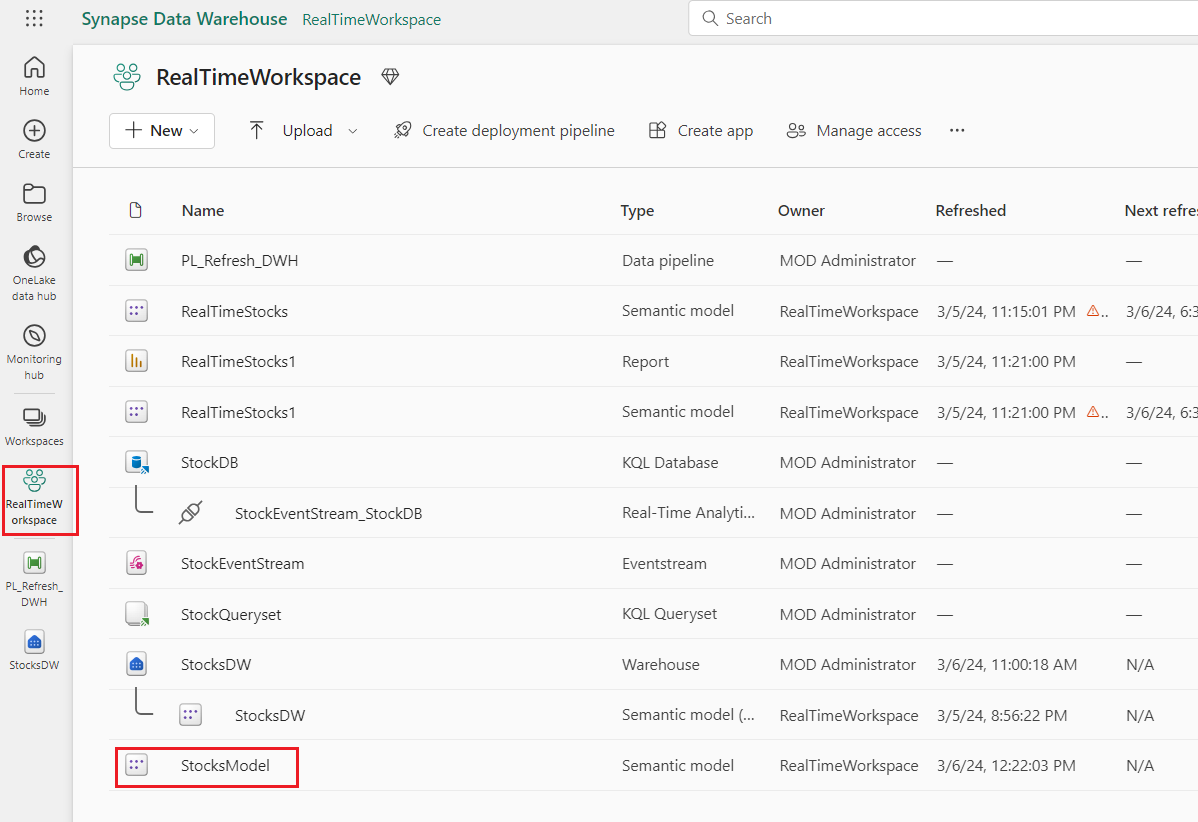 Synapse Data Warehouse RealTimeWorkspace Search
Home
Create
Browse
OneLake
data hub
Monitoring
hub
Workspaces
RealTimeW
orkspace
PL_Refresh_
DWH
StocksDW
RealTimeWorkspace
New Upload Create deployment pipeline Create app Manage access ...
Name Type Owner Refreshed Next refres
PL_Refresh_DWH Data pipeline MOD Administrator — —
RealTimeStocks Semantic model RealTimeWorkspace 3/5/24, 11:15:01 PM .. 3/6/24, 6:3
RealTimeStocks1 Report RealTimeWorkspace 3/5/24, 11:21:00 PM —
RealTimeStocks1 Semantic model RealTimeWorkspace 3/5/24, 11:21:00 PM .. 3/6/24, 6:3
StockDB KQL Database MOD Administrator — —
StockEventStream_StockDB Real-Time Analyti... MOD Administrator — —
StockEventStream Eventstream MOD Administrator — —
StockQueryset KQL Queryset MOD Administrator — —
StocksDW Warehouse MOD Administrator 3/6/24, 11:00:18 AM N/A
StocksDW Semantic model (... RealTimeWorkspace 3/5/24, 8:56:22 PM N/A
StocksModel Semantic model RealTimeWorkspace 3/6/24, 12:22:03 PM N/A